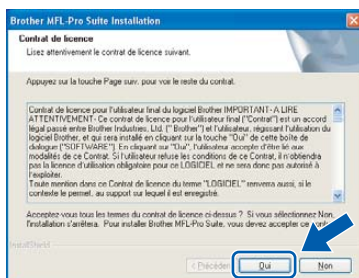 Brother MFL-Pro Suite Installation
Contrat de licence
Lisez attentivement le contrat de licence suivant.
Appuyez sur la touche Page suiv. pour voir le reste du contrat.
Contrat de licence pour l'utilisateur final du logiciel Brother IMPORTANT- A LIRE
ATTENTIVEMENT- Ce contrat de licence pour l'utilisateur final ("Contrat") est un accord
légal passé entre Brother Industries, Ltd. ("Brother") et l'utilisateur, régissant l'utilisation du
logiciel Brother, et qui sera installé en cliquant sur la touche "Oui" de cette boîte de
dialogue ("SOFTWARE"). En cliquant sur "Oui", l'utilisateur accepte d'être lié aux
modalités de ce Contrat. Si l'utilisateur refuse les conditions de ce Contrat, il n'obtiendra
pas la licence d'utilisation obligatoire pour ce LOGICIEL et ne sera donc pas autorisé à
l'exploiter.
Toute mention dans ce Contrat de licence du terme "LOGICIEL" renverra aussi, si le
contexte le permet, au support sur lequel il est enregistré.
Acceptez-vous tous les termes du contrat de licence ci-dessus ? Si vous sélectionnez Non,
l'installation s'arrêtera. Pour installer Brother MFL-Pro Suite, vous devez accepter ce
InstallShield
< Précédent Oui Non